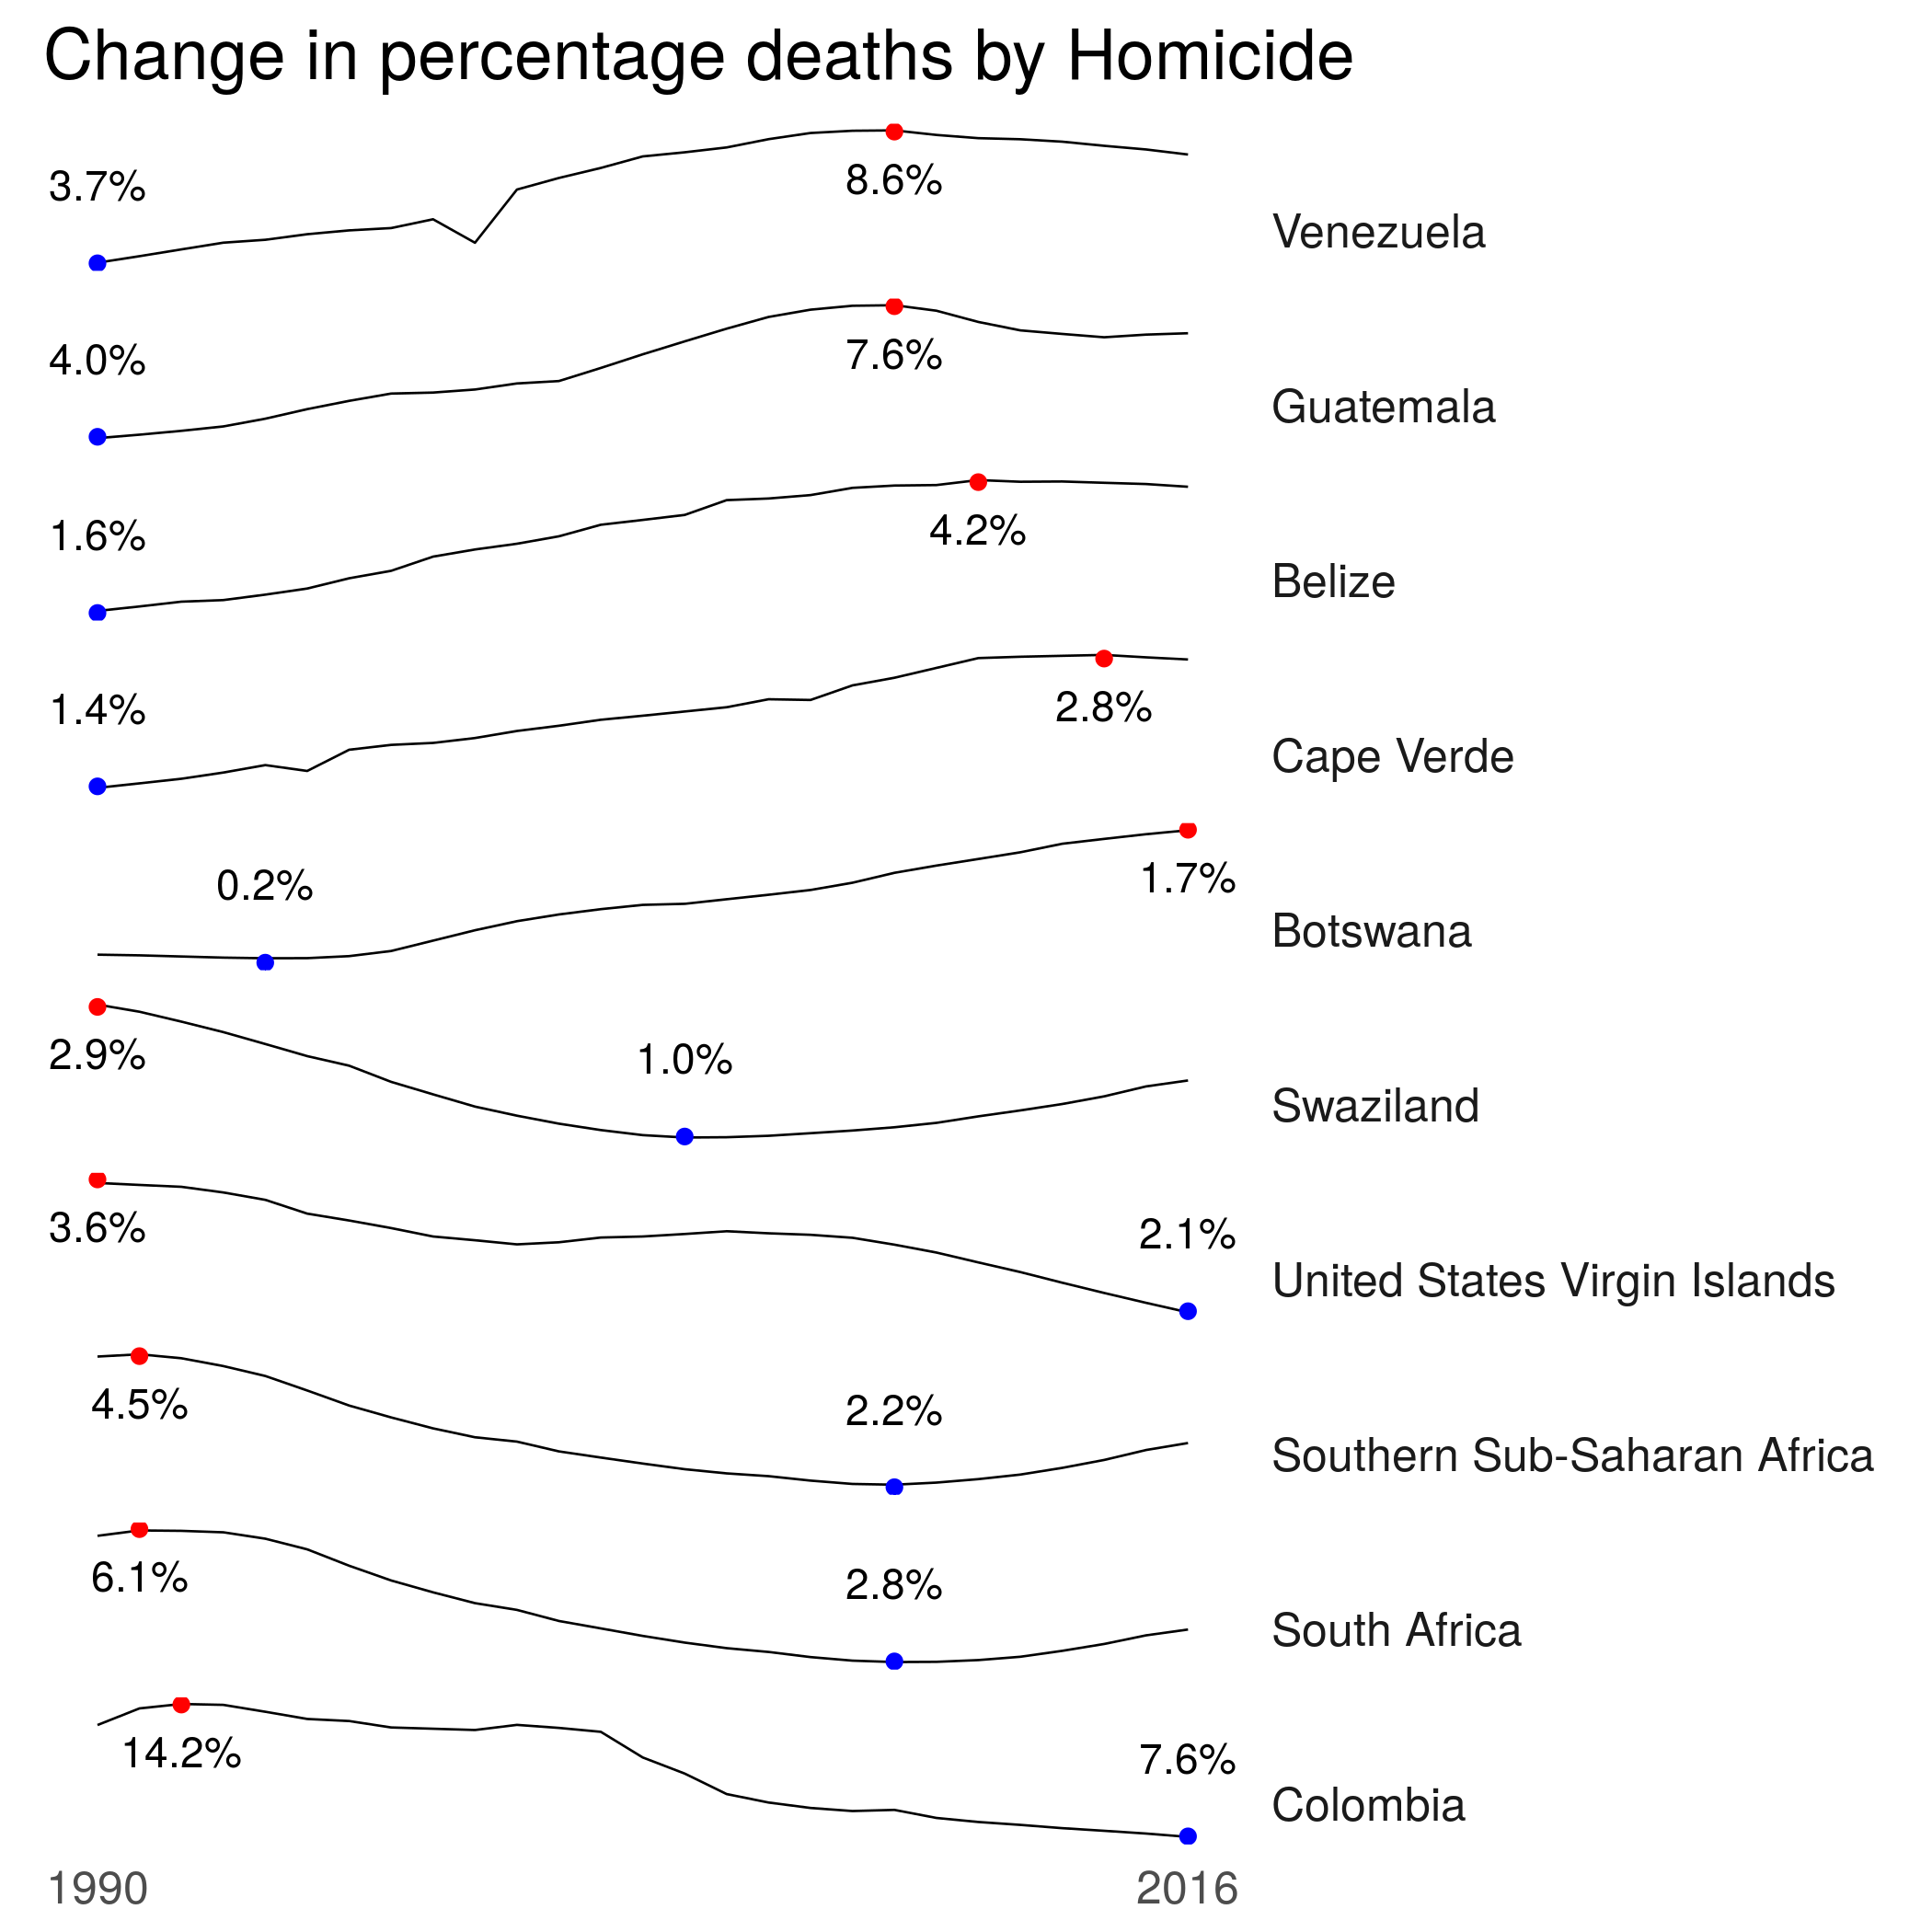 Change in percentage deaths by Homicide
3.7%
8.6%
Venezuela
4.0%
7.6%
Guatemala
1.6%
4.2%
Belize
1.4%
2.8%
Cape Verde
0.2%
1.7%
Botswana
2.9%
1.0%
Swaziland
3.6%
2.1%
United States Virgin Islands
4.5%
2.2%
Southern Sub-Saharan Africa
6.1%
2.8%
South Africa
14.2%
7.6%
Colombia
1990
2016